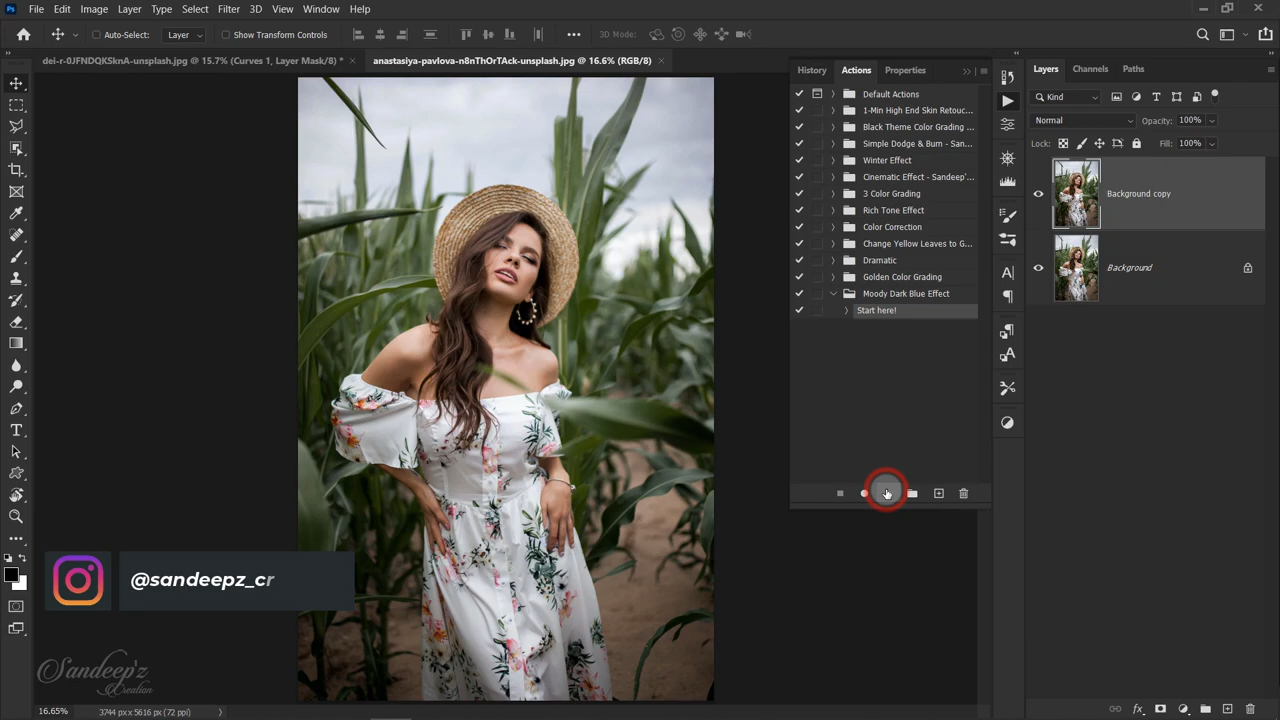 Ps File Edit Image Layer Type Select Filter 3D View Window Help
Auto-Select: Layer Show Transform Controls 3D Mode:
dei-r-0JFNDQKSknA-unsplash.jpg @ 15.7% (Curves 1, Layer Mask/8) *
anastasiya-pavlova-n8nThOrTAck-unsplash.jpg @ 16.6% (RGB/8)
History Actions Properties
Default Actions
1-Min High End Skin Retouc...
Black Theme Color Grading ...
Simple Dodge & Burn - San...
Winter Effect
Cinematic Effect - Sandeep'...
3 Color Grading
Rich Tone Effect
Color Correction
Change Yellow Leaves to G...
Dramatic
Golden Color Grading
Moody Dark Blue Effect
Start here!
Layers Channels Paths
Kind
Normal Opacity: 100%
Lock: Fill: 100%
Background copy
Background
@sandeepz_cr
Sandeep'z
Creation
16.65% 3744 px x 5616 px (72 ppi)